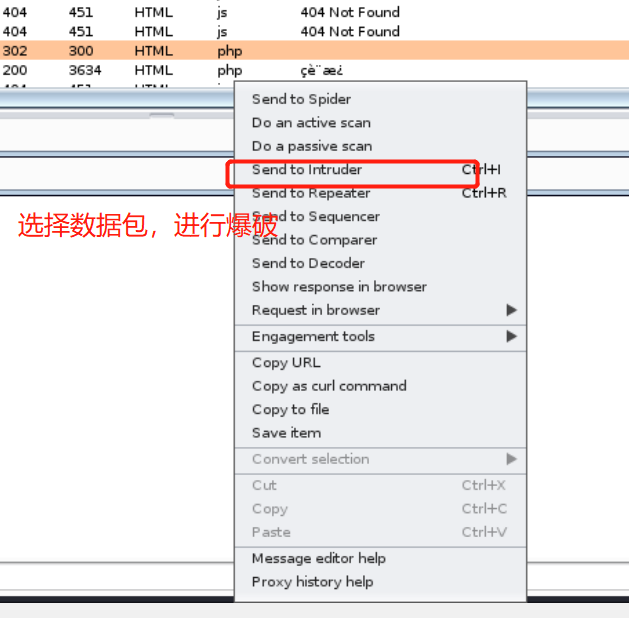 404 451 HTML js 404 Not Found
404 451 HTML js 404 Not Found
302 300 HTML php
200 3634 HTML php çè¨æ¿
404 451 HTML
Send to Spider
Do an active scan
Do a passive scan
Send to Intruder Ctrl+I
Send to Repeater Ctrl+R
选择数据包，进行爆破
Send to Sequencer
Send to Comparer
Send to Decoder
Show response in browser
Request in browser
Engagement tools
Copy URL
Copy as curl command
Copy to file
Save item
Convert selection
Cut Ctrl+X
Copy Ctrl+C
Paste Ctrl+V
Message editor help
Proxy history help